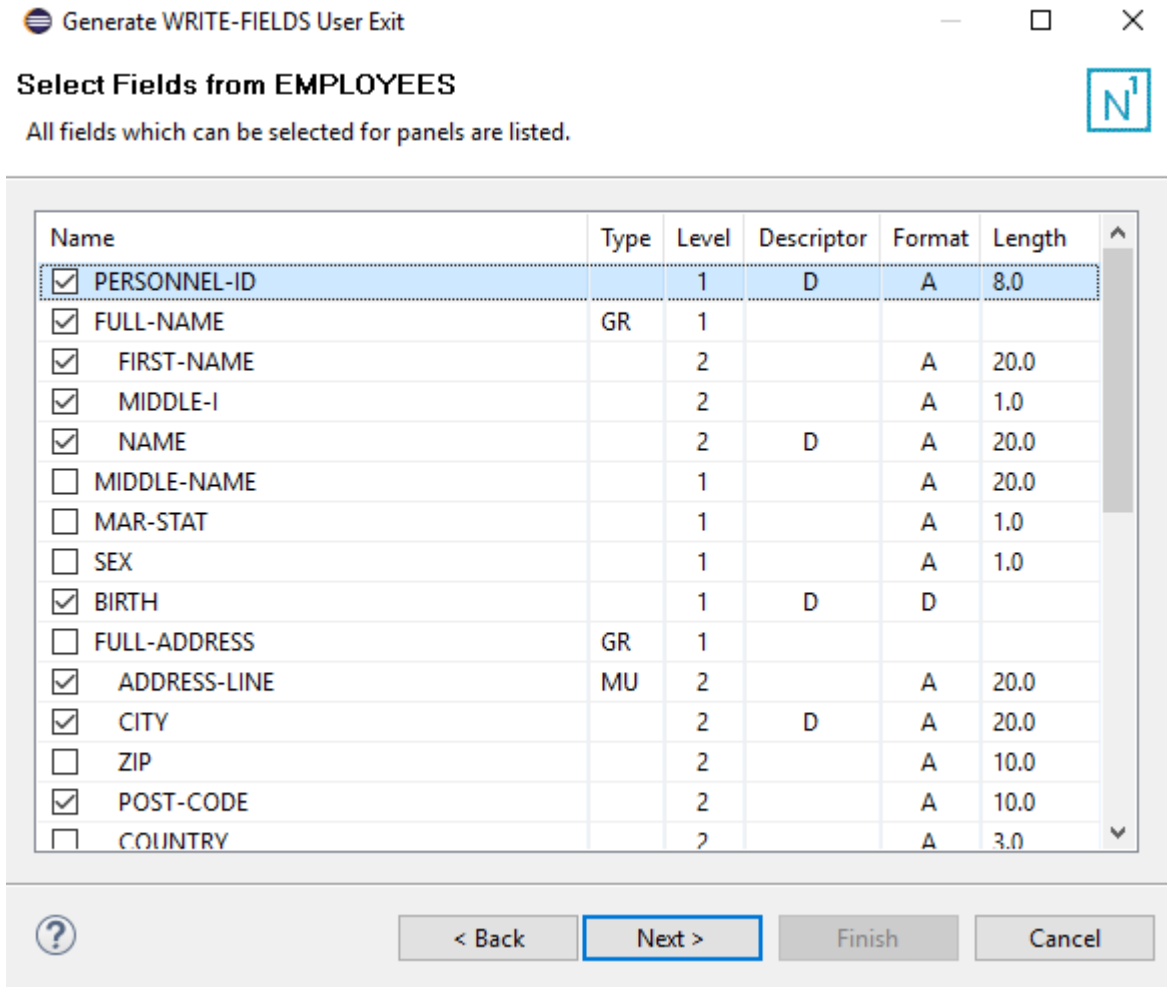 Generate WRITE-FIELDS User Exit
Select Fields from EMPLOYEES
N1
All fields which can be selected for panels are listed.
Name Type Level Descriptor Format Length
PERSONNEL-ID 1 D A 8.0
FULL-NAME GR 1
FIRST-NAME 2 A 20.0
MIDDLE-I 2 A 1.0
NAME 2 D A 20.0
MIDDLE-NAME 1 A 20.0
MAR-STAT 1 A 1.0
SEX 1 A 1.0
BIRTH 1 D D
FULL-ADDRESS GR 1
ADDRESS-LINE MU 2 A 20.0
CITY 2 D A 20.0
ZIP 2 A 10.0
POST-CODE 2 A 10.0
COUNTRY 2 A 3.0
? < Back Next > Finish Cancel